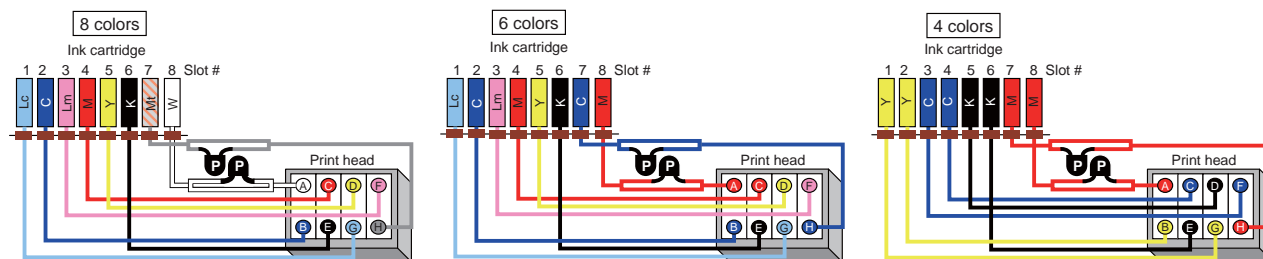 8 colors
Ink cartridge
1 2 3 4 5 6 7 8 Slot #
Lc C Lm M Y K Mt W
P P
Print head
A C D F
B E G H
6 colors
Ink cartridge
1 2 3 4 5 6 7 8 Slot #
Lc C Lm M Y K C M
P P
Print head
A C D F
B E G H
4 colors
Ink cartridge
1 2 3 4 5 6 7 8 Slot #
Y Y C C K K M M
P P
Print head
A C D F
B E G H